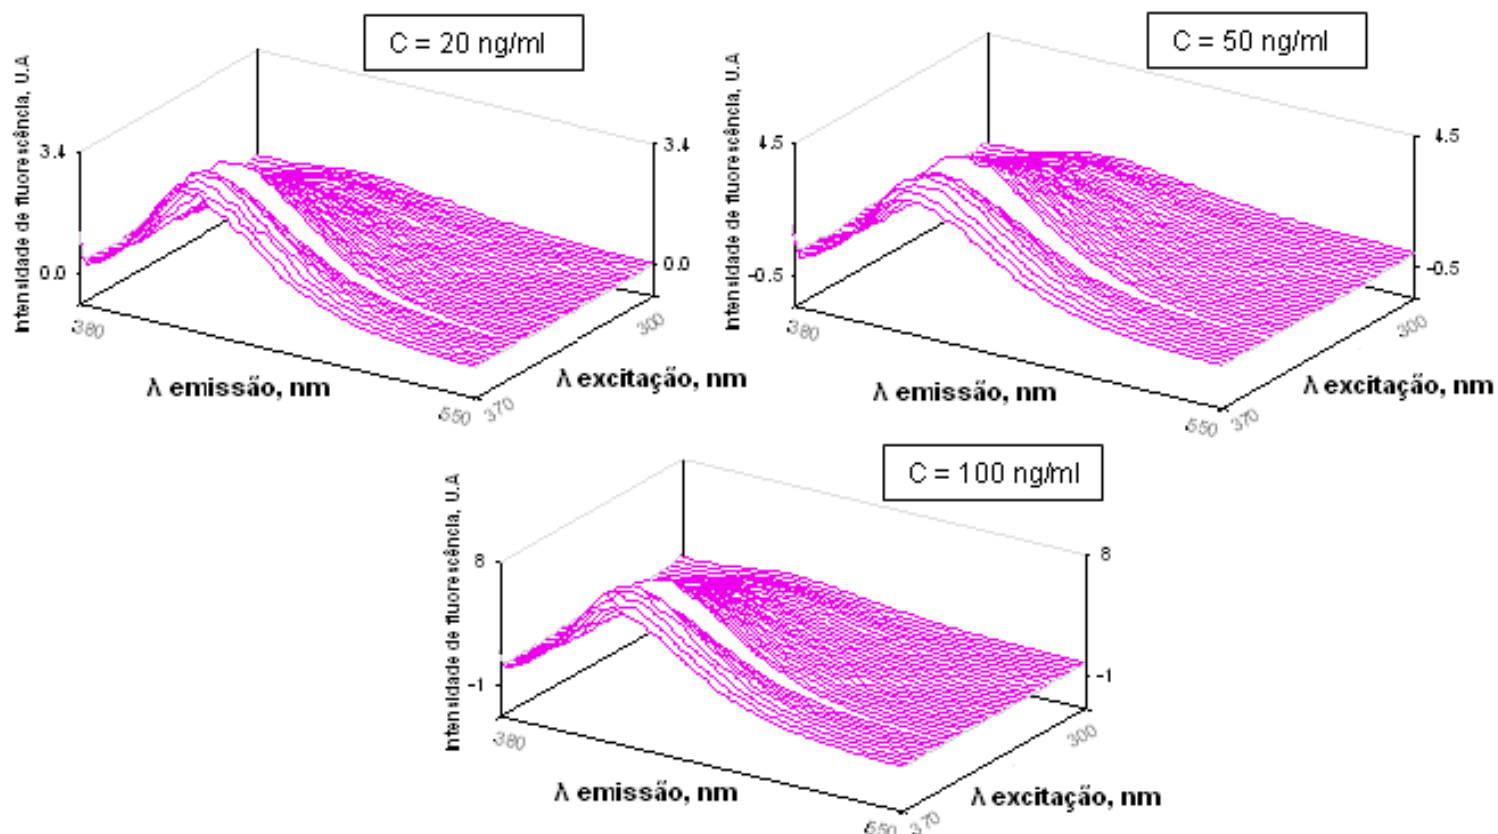 C = 20 ng/ml
Intensidade de fluorescência, U.A
3.4
0.0
3.4
0.0
380
550
370
300
λ emissão, nm
λ excitação, nm
C = 50 ng/ml
Intensidade de fluorescência, U.A
4.5
-0.5
4.5
-0.5
380
550
370
300
λ emissão, nm
λ excitação, nm
C = 100 ng/ml
Intensidade de fluorescência, U.A
8
-1
8
-1
380
550
370
300
λ emissão, nm
λ excitação, nm